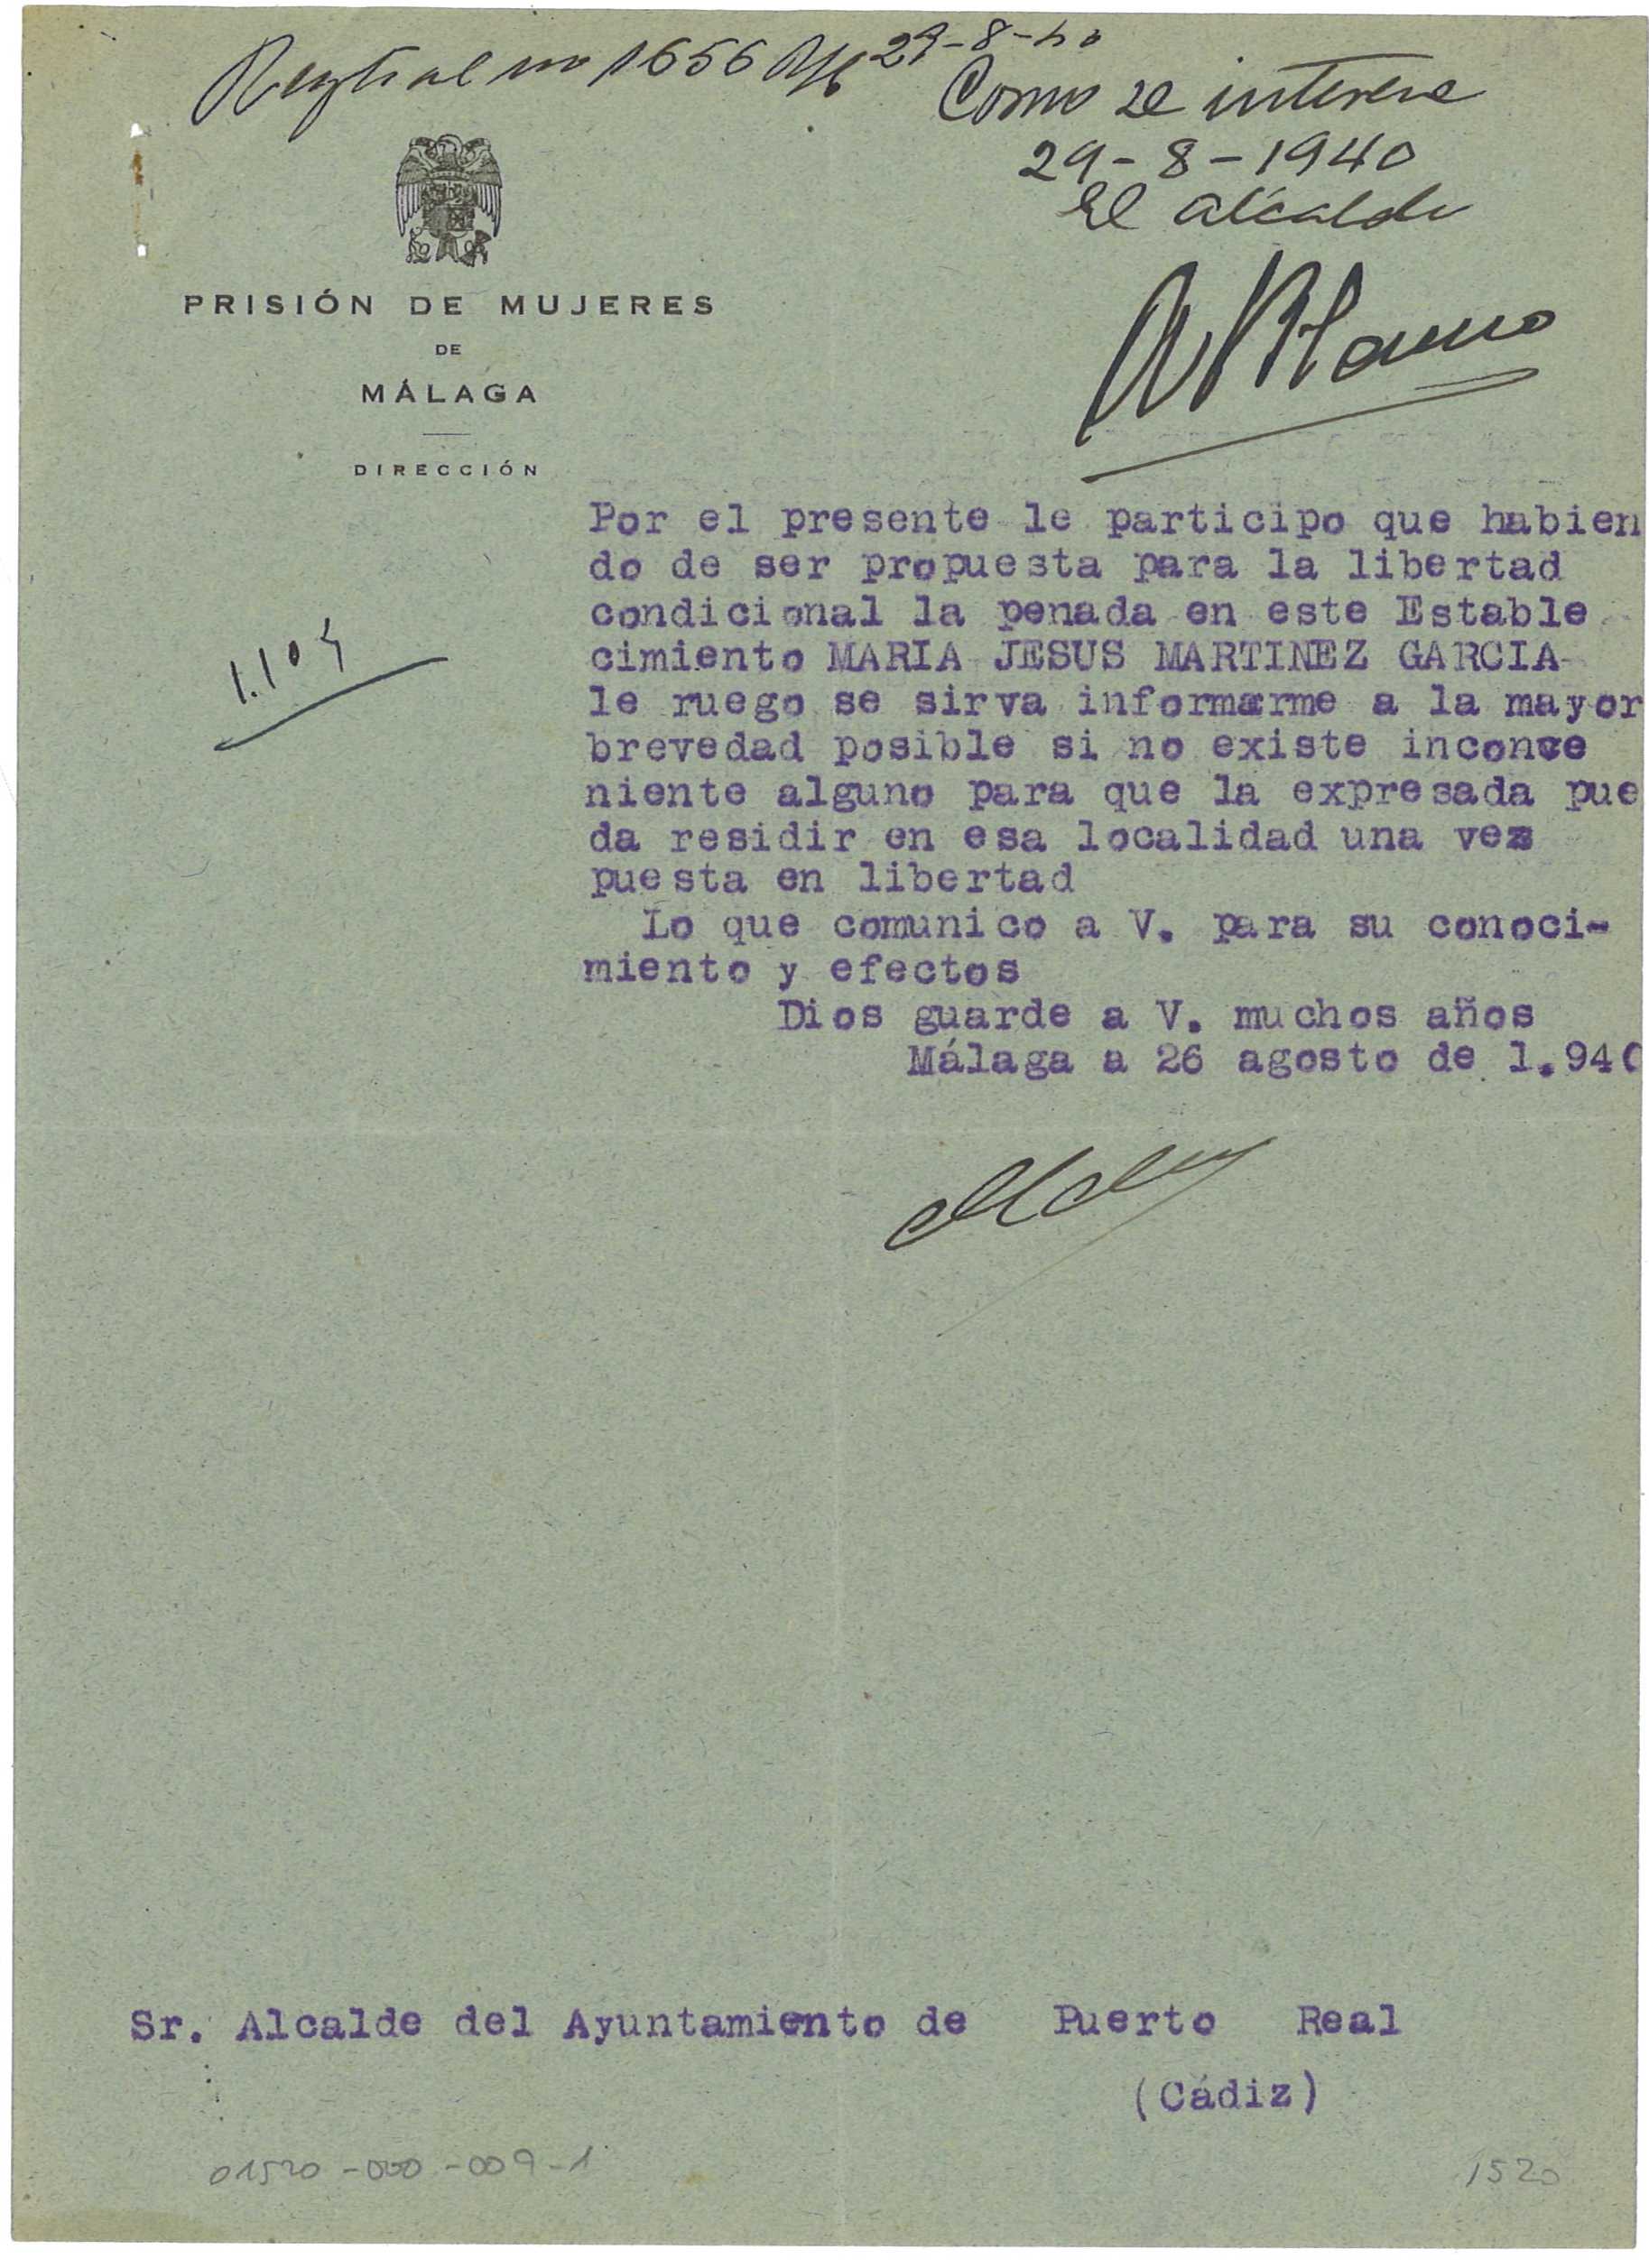 Registral no 1656 29-8-40
Como se interese
29-8-1940
El alcalde
PRISIÓN DE MUJERES
DE
MÁLAGA
DIRECCIÓN
Por el presente le participo que habien
do de ser propuesta para la libertad
condicional la penada en este Estable
cimiento MARIA JESUS MARTINEZ GARCIA-
le ruego se sirva informarme a la mayor
brevedad posible si no existe inconve
niente alguno para que la expresada pue
da residir en esa localidad una vez
puesta en libertad
1.104
Lo que comunico a V. para su conoci-
miento y efectos
Dios guarde a V. muchos años
Málaga a 26 agosto de 1.940
Sr. Alcalde del Ayuntamiento de Puerto Real
(Cádiz)
01520-000-009-1
1520